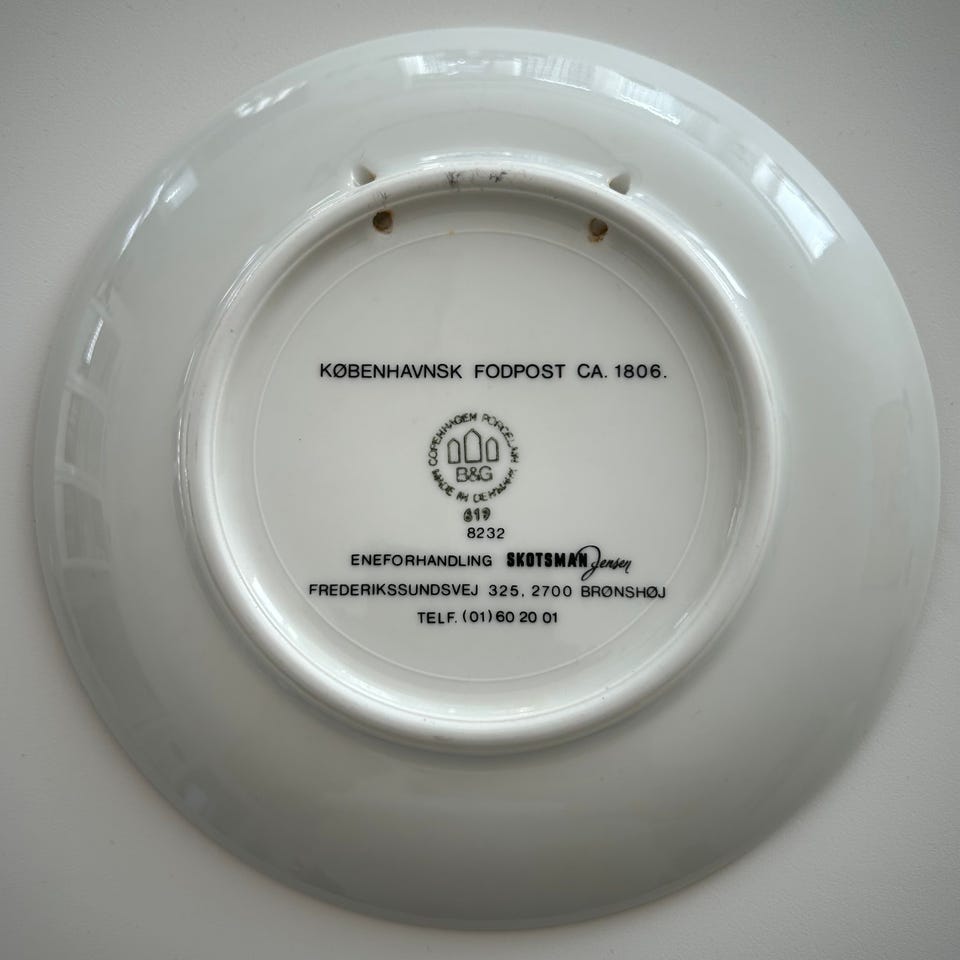 KØBENHAVNSK FODPOST CA. 1806.
COPENHAGEN PORCELAIN
B&G
MADE IN DENMARK
619
8232
ENEFORHANDLING SKOTSMAN Jensen
FREDERIKSSUNDSVEJ 325, 2700 BRØNSHØJ
TELF. (01) 60 20 01